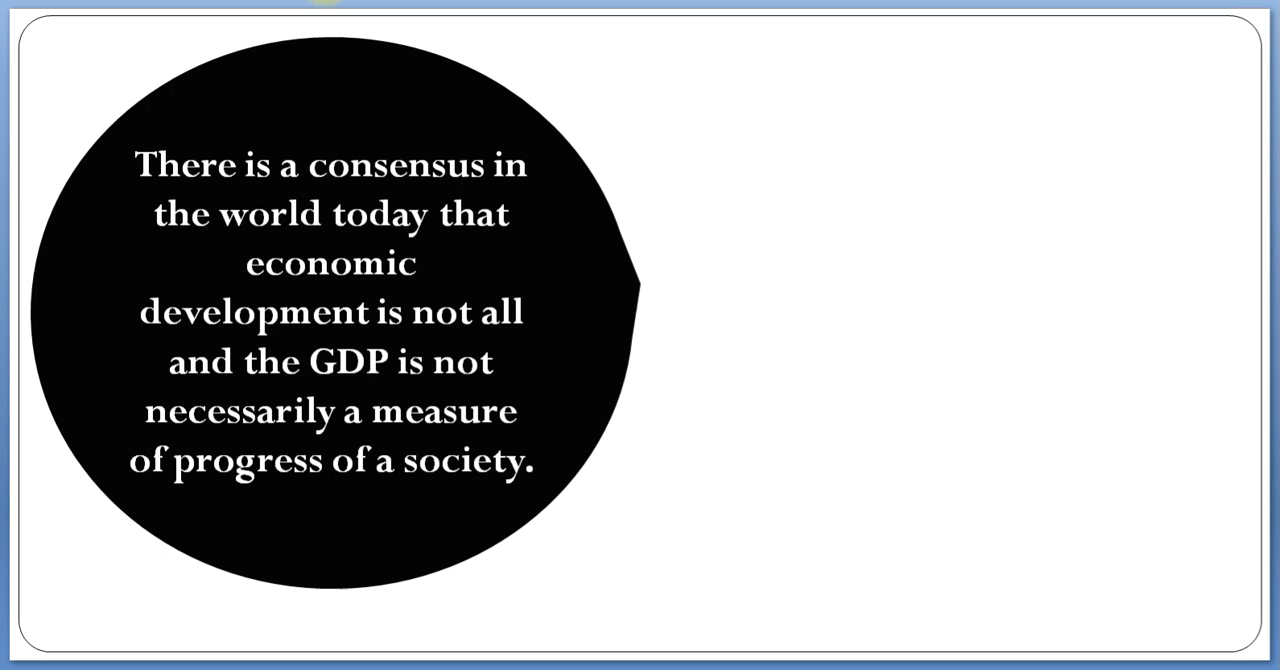 There is a consensus in
the world today that
economic
development is not all
and the GDP is not
necessarily a measure
of progress of a society.